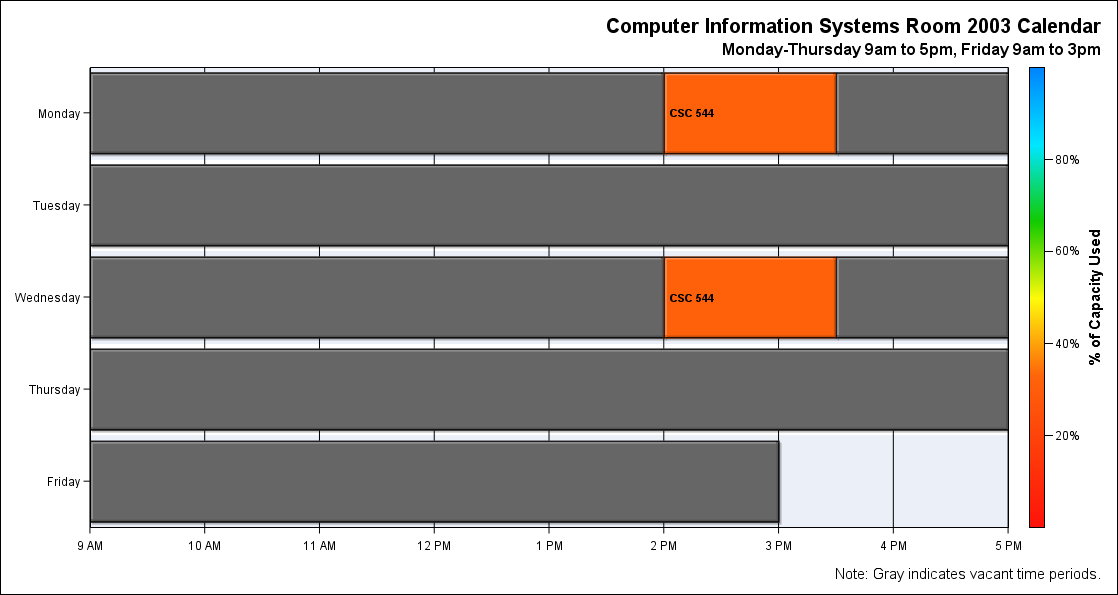 Computer Information Systems Room 2003 Calendar
Monday-Thursday 9am to 5pm, Friday 9am to 3pm
Monday
CSC 544
Tuesday
Wednesday
CSC 544
Thursday
Friday
9 AM 10 AM 11 AM 12 PM 1 PM 2 PM 3 PM 4 PM 5 PM
80%
60%
40%
20%
% of Capacity Used
Note: Gray indicates vacant time periods.